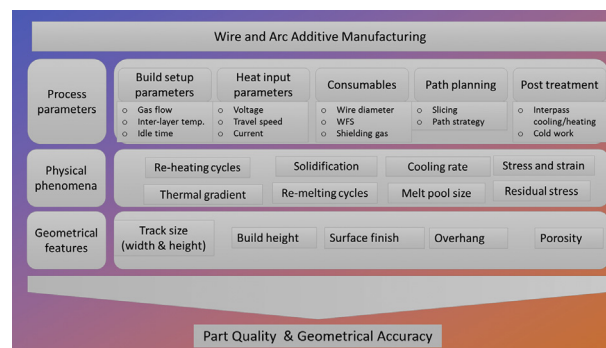 Wire and Arc Additive Manufacturing
Process
parameters
Build setup
parameters
o Gas flow
o Inter-layer temp.
o Idle time
Heat input
parameters
o Voltage
o Travel speed
o Current
Consumables
o Wire diameter
o WFS
o Shielding gas
Path planning
o Slicing
o Path strategy
Post treatment
o Interpass
cooling/heating
o Cold work
Physical
phenomena
Re-heating cycles
Solidification
Cooling rate
Stress and strain
Thermal gradient
Re-melting cycles
Melt pool size
Residual stress
Geometrical
features
Track size
(width & height)
Build height
Surface finish
Overhang
Porosity
Part Quality & Geometrical Accuracy